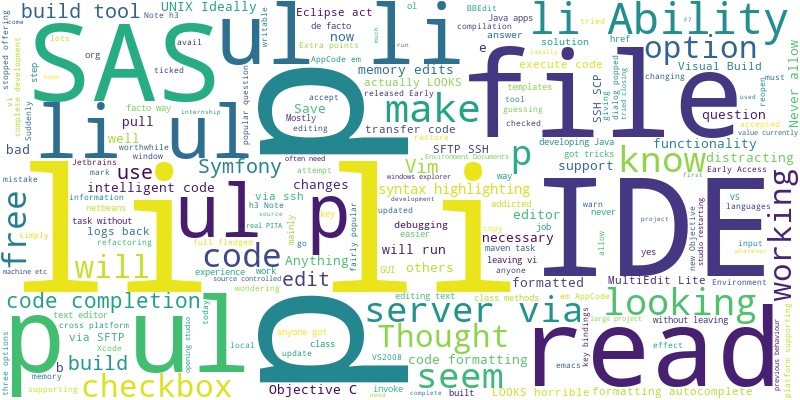 build tool
UNIX Ideally
Note h3
Eclipse act
de facto
now
BBEdit
Java apps
answer
li
Ability
SAS
ul li
Extra points
AppCode em
memory edits
actually LOOKS
released Early
compilation
solution
href
option
execute code
Visual Build
stopped offering
become
lots
org
step
ticked
avail
popular question
writable
run
much
ol
tried
#7
Never allow
complete development
vi
facto way
internship
Suddenly
pull
well
bad
worthwhile
window
Jetbrains
mark
li ul
p
make
file
Save
accept
Mostly
editing
transfer code
restore
SFTP SSH
often need
SSH SCP
giving
templates
tool
guessing
checked
dialog popped
tried closing
changing
reopen
must
used
accepted
value currently
question
developing Java
got tricks
functionality
know
distracting
support
Early Access
mistake
free
information
netbeans
task without
logs back
refactoring
simply
machine etc
use
intelligent code
Symfony
via ssh
h3 Note
source
real PITA
changes
key
attempt
windows explorer
Vim
Environment Documents
syntax highlighting
way
development
updated
addicted
debugging
easier
copy
editor
job
necessary
maven task
leaving vi
anyone
formatted
li
ul p li
IDE
warn
never
allow
project
yes
VS
languages
first
new Objective
studio restarting
input
whatever
working
MultiEdit Lite
Environment
will
code
full fledged
source controlled
experience
work
wondering
mainly
go
Anything
GUI
fairly popular
will run
others
edit
code completion
text editor
cross platform
via SFTP
Xcode
three options
b
build
memory
supporting
checkbox
opening studio
today
local
p ul
p
anyone got
class
update
Objective C
VS2008
invoke
need
complete
built
editing text
class methods
em AppCode
server via
Thought
code formatting
seem
emacs
LOOKS horrible
formatting autocomplete
looking
large project
without leaving
key bindings
effect
read
previous behaviour
platform supporting